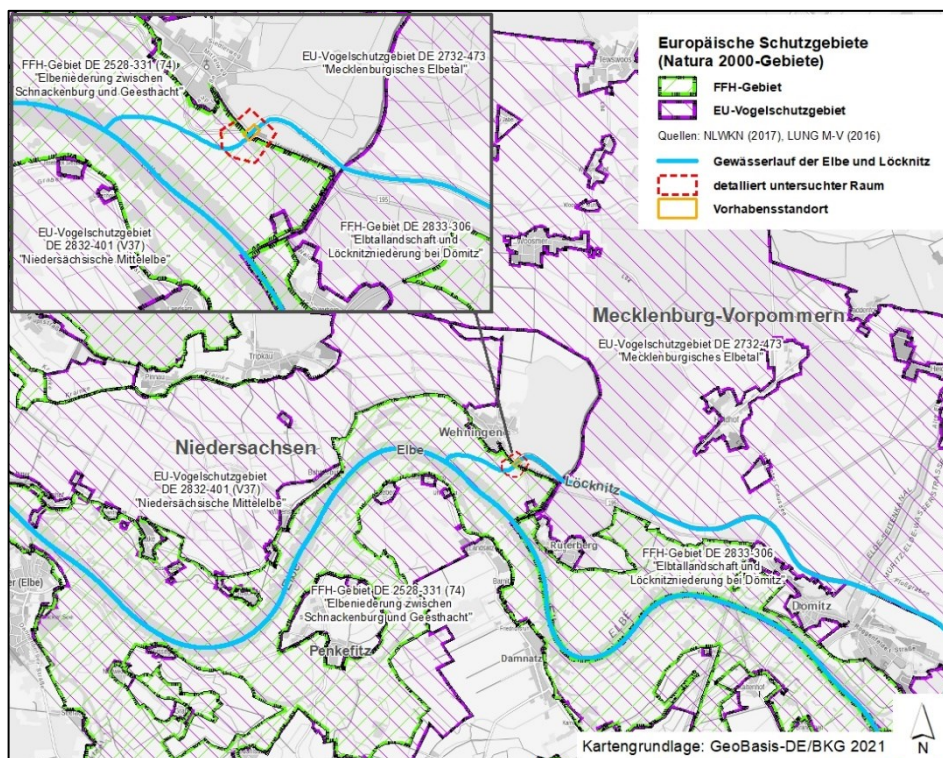 FFH-Gebiet DE 2528-331 (74)
"Elbeniederung zwischen
Schnackenburg und Geesthacht"
EU-Vogelschutzgebiet
DE 2732-473
"Mecklenburgisches Elbetal"
EU-Vogelschutzgebiet
DE 2832-401 (V37)
"Niedersächsische Mittelelbe"
FFH-Gebiet DE 2833-306
"Elbtallandschaft und
Löcknitzniederung bei Dömitz"
195
Europäische Schutzgebiete
(Natura 2000-Gebiete)
FFH-Gebiet
EU-Vogelschutzgebiet
Quellen: NLWKN (2017), LUNG M-V (2016)
Gewässerlauf der Elbe und Löcknitz
detailliert untersuchter Raum
Vorhabensstandort
Mecklenburg-Vorpommern
EU-Vogelschutzgebiet DE 2732-473
"Mecklenburgisches Elbetal"
Tripkau
Wehningen
Niedersachsen
Elbe
Löcknitz
EU-Vogelschutzgebiet
DE 2832-401 (V37)
"Niedersächsische Mittelelbe"
Rüterberg
FFH-Gebiet DE 2833-306
"Elbtallandschaft und
Löcknitzniederung bei Dömitz"
ELBE
Dömitz
FFH-Gebiet DE 2528-331 (74)
"Elbeniederung zwischen
Schnackenburg und Geesthacht"
Penkefitz
Damnatz
Kartengrundlage: GeoBasis-DE/BKG 2021
N